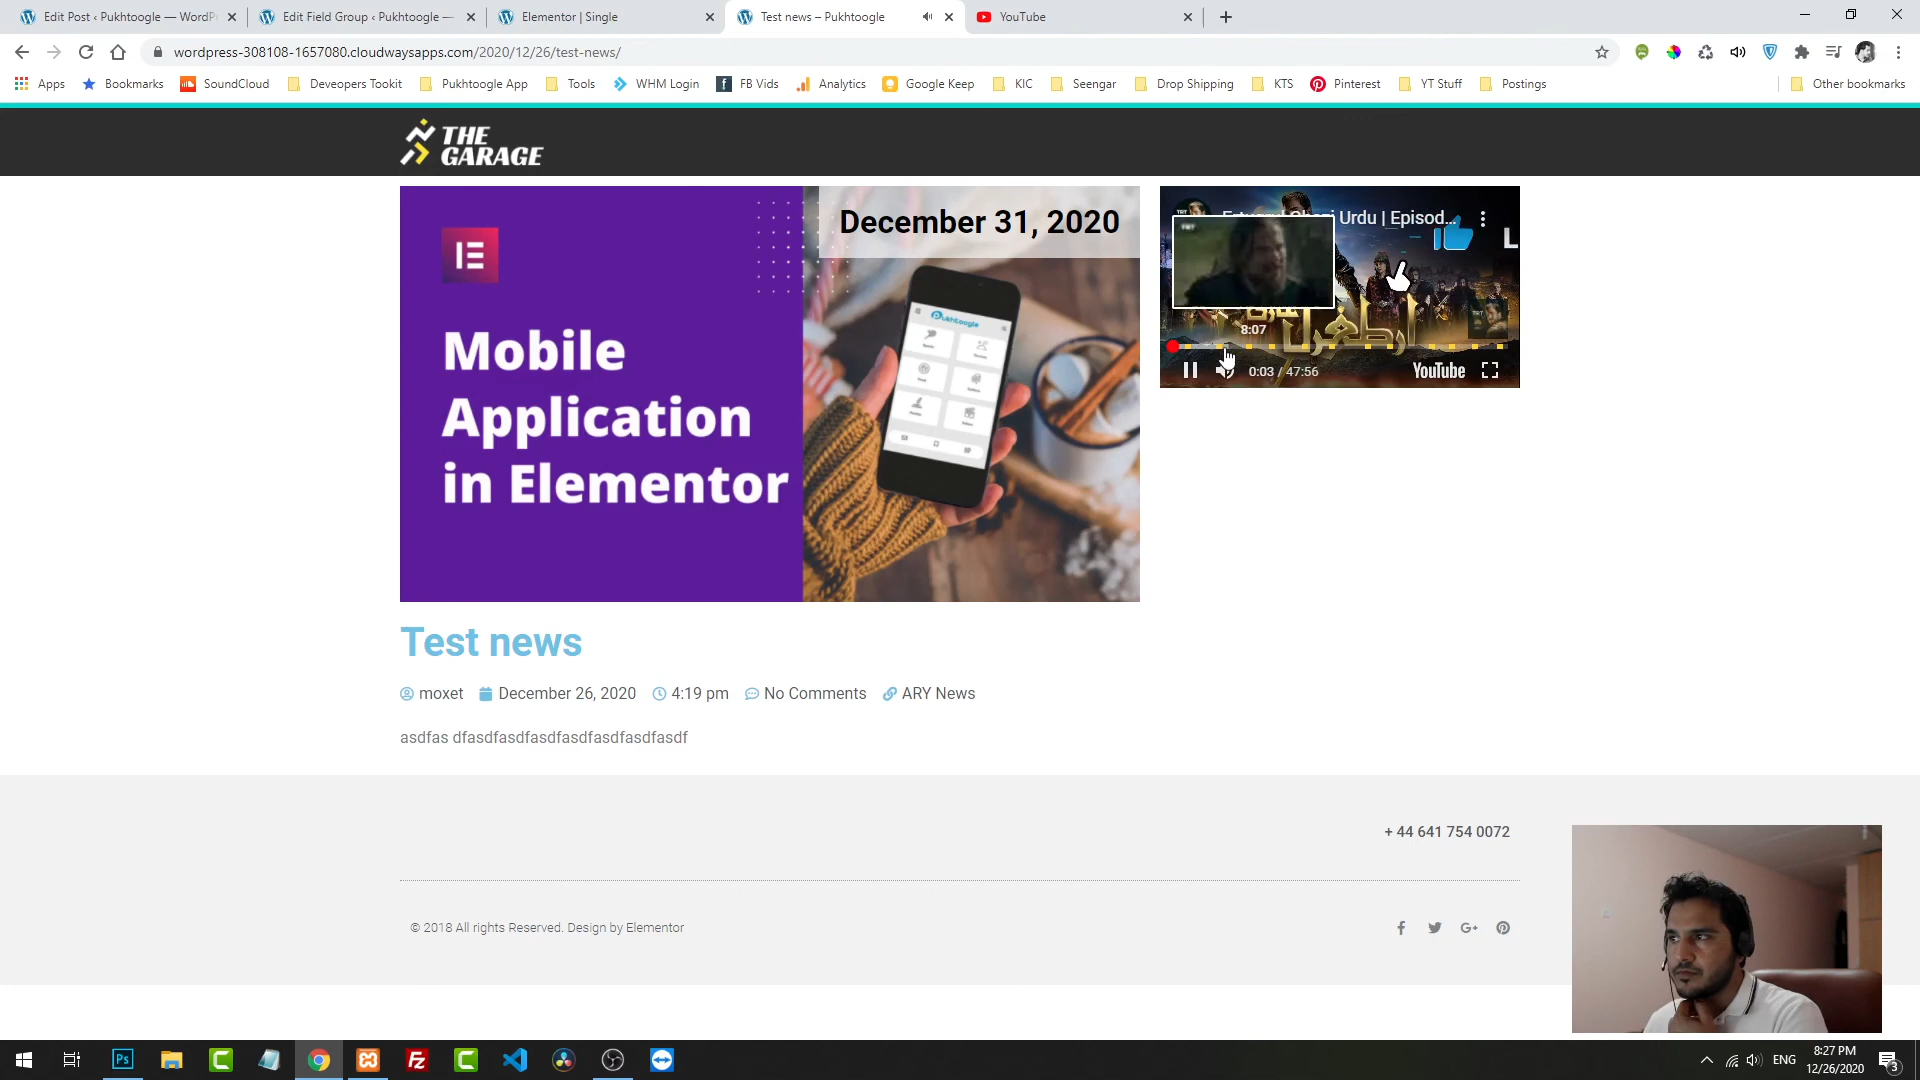 Edit Post ‹ Pukhtoogle — WordP
Edit Field Group ‹ Pukhtoogle —
Elementor | Single
Test news – Pukhtoogle
YouTube
wordpress-308108-1657080.cloudwaysapps.com/2020/12/26/test-news/
Apps
Bookmarks
SoundCloud
Deveopers Tookit
Pukhtoogle App
Tools
WHM Login
FB Vids
Analytics
Google Keep
KIC
Seengar
Drop Shipping
KTS
Pinterest
YT Stuff
Postings
Other bookmarks
THE
GARAGE
December 31, 2020
Mobile
Application
in Elementor
Pukhtoogle
Urdu | Episod...
L
8:07
0:03 / 47:56
YouTube
Test news
moxet
December 26, 2020
4:19 pm
No Comments
ARY News
asdfas dfasdfasdfasdfasdfasdfasdfasdf
+ 44 641 754 0072
© 2018 All rights Reserved. Design by Elementor
ENG
8:27 PM
12/26/2020
3